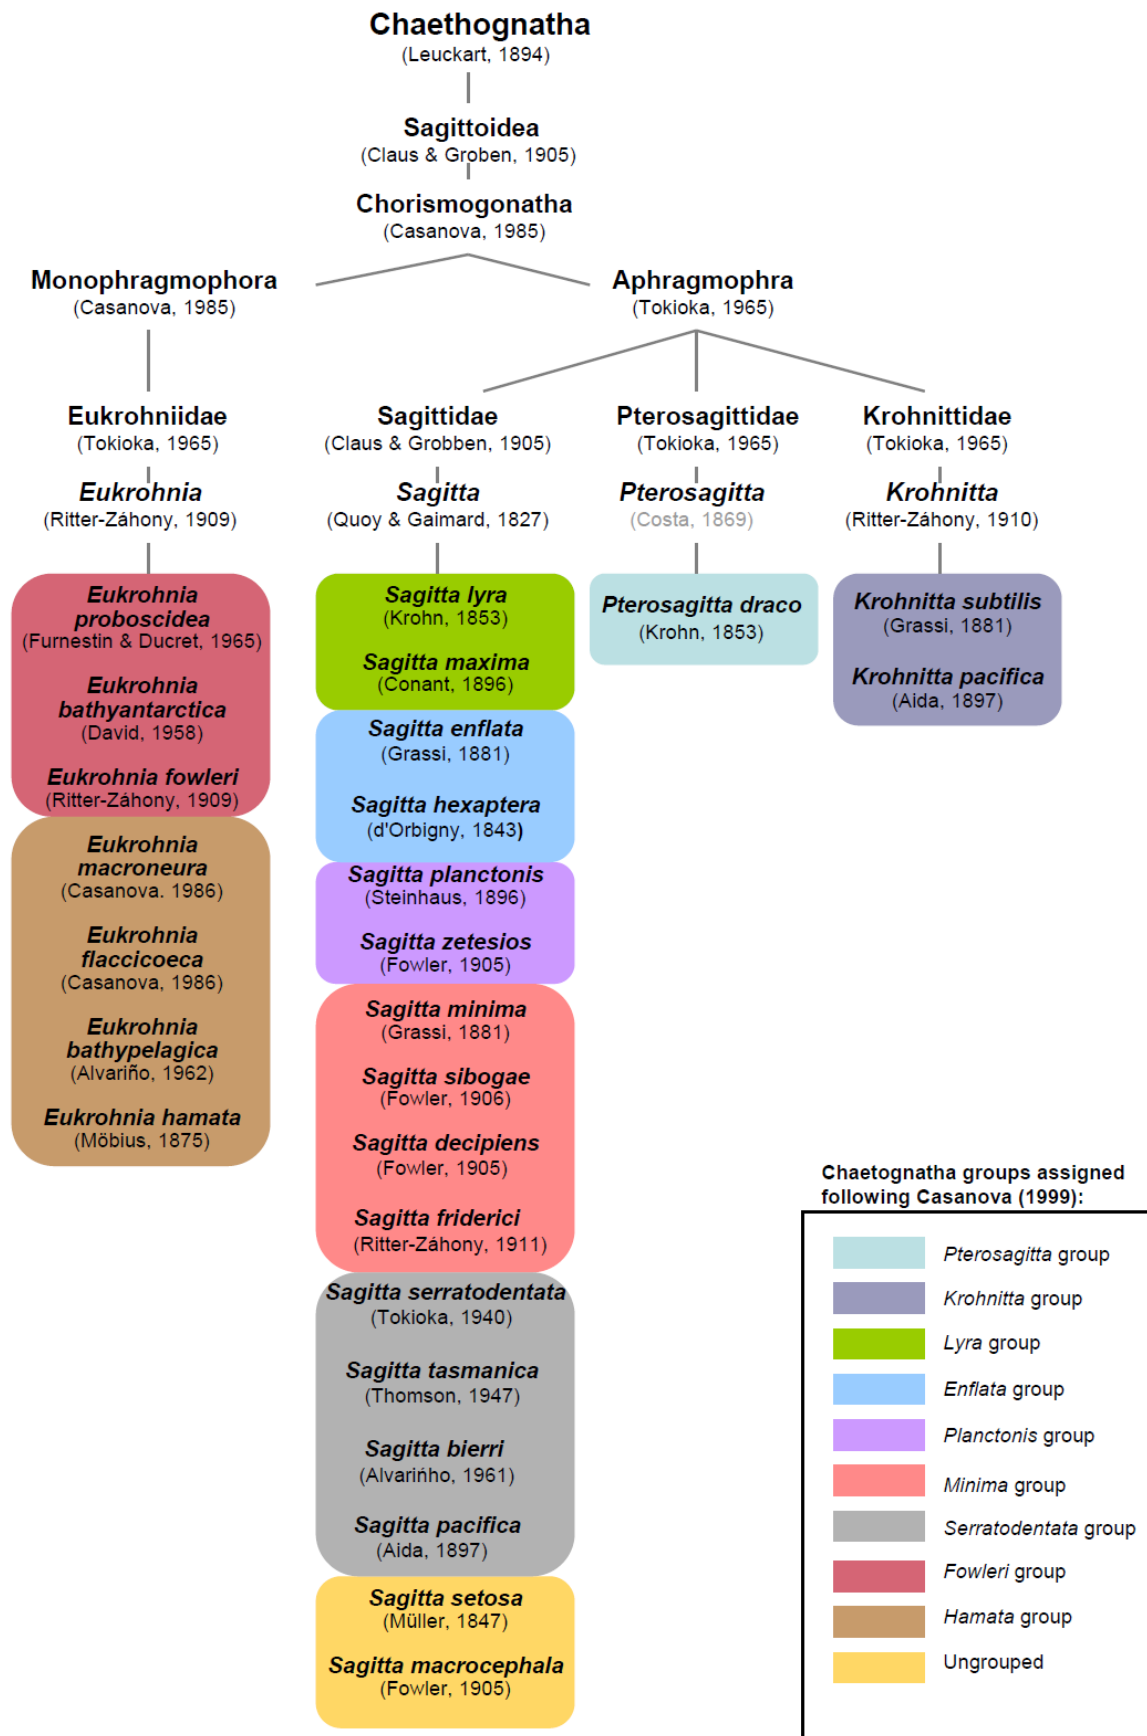 Chaethognatha
(Leuckart, 1894)
Sagittoidea
(Claus & Groben, 1905)
Chorismogonatha
(Casanova, 1985)
Monophragmophora
(Casanova, 1985)
Aphragmophra
(Tokioka, 1965)
Eukrohniidae
(Tokioka, 1965)
Sagittidae
(Claus & Grobben, 1905)
Pterosagittidae
(Tokioka, 1965)
Krohnittidae
(Tokioka, 1965)
Eukrohnia
(Ritter-Záhony, 1909)
Sagitta
(Quoy & Gaimard, 1827)
Pterosagitta
(Costa, 1869)
Krohnitta
(Ritter-Záhony, 1910)
Eukrohnia
proboscidea
(Furnestin & Ducret, 1965)
Eukrohnia
bathyantarctica
(David, 1958)
Eukrohnia fowleri
(Ritter-Záhony, 1909)
Eukrohnia
macroneura
(Casanova. 1986)
Eukrohnia
flaccicoeca
(Casanova, 1986)
Eukrohnia
bathypelagica
(Alvariño, 1962)
Eukrohnia hamata
(Möbius, 1875)
Sagitta lyra
(Krohn, 1853)
Sagitta maxima
(Conant, 1896)
Sagitta enflata
(Grassi, 1881)
Sagitta hexaptera
(d'Orbigny, 1843)
Sagitta planctonis
(Steinhaus, 1896)
Sagitta zetesios
(Fowler, 1905)
Sagitta minima
(Grassi, 1881)
Sagitta sibogae
(Fowler, 1906)
Sagitta decipiens
(Fowler, 1905)
Sagitta friderici
(Ritter-Záhony, 1911)
Sagitta serratodentata
(Tokioka, 1940)
Sagitta tasmanica
(Thomson, 1947)
Sagitta bierri
(Alvarińho, 1961)
Sagitta pacifica
(Aida, 1897)
Sagitta setosa
(Müller, 1847)
Sagitta macrocephala
(Fowler, 1905)
Pterosagitta draco
(Krohn, 1853)
Krohnitta subtilis
(Grassi, 1881)
Krohnitta pacifica
(Aida, 1897)
Chaetognatha groups assigned
following Casanova (1999):
Pterosagitta group
Krohnitta group
Lyra group
Enflata group
Planctonis group
Minima group
Serratodentata group
Fowleri group
Hamata group
Ungrouped